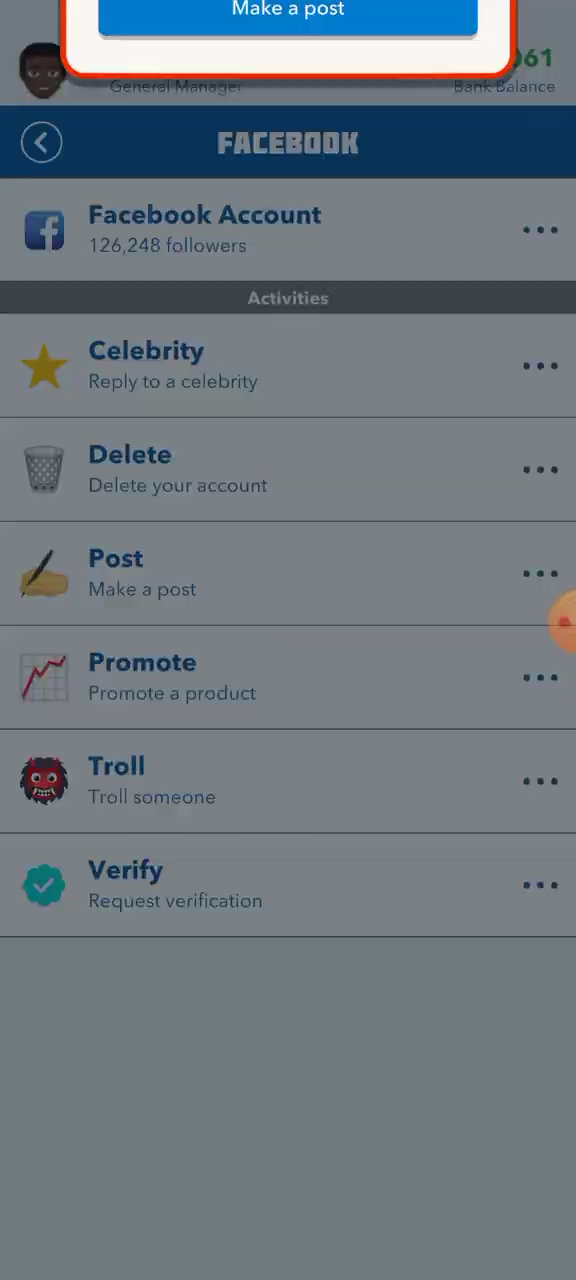 Make a post
061
General Manager
Bank Balance
FACEBOOK
Facebook Account
126,248 followers
Activities
Celebrity
Reply to a celebrity
Delete
Delete your account
Post
Make a post
Promote
Promote a product
Troll
Troll someone
Verify
Request verification